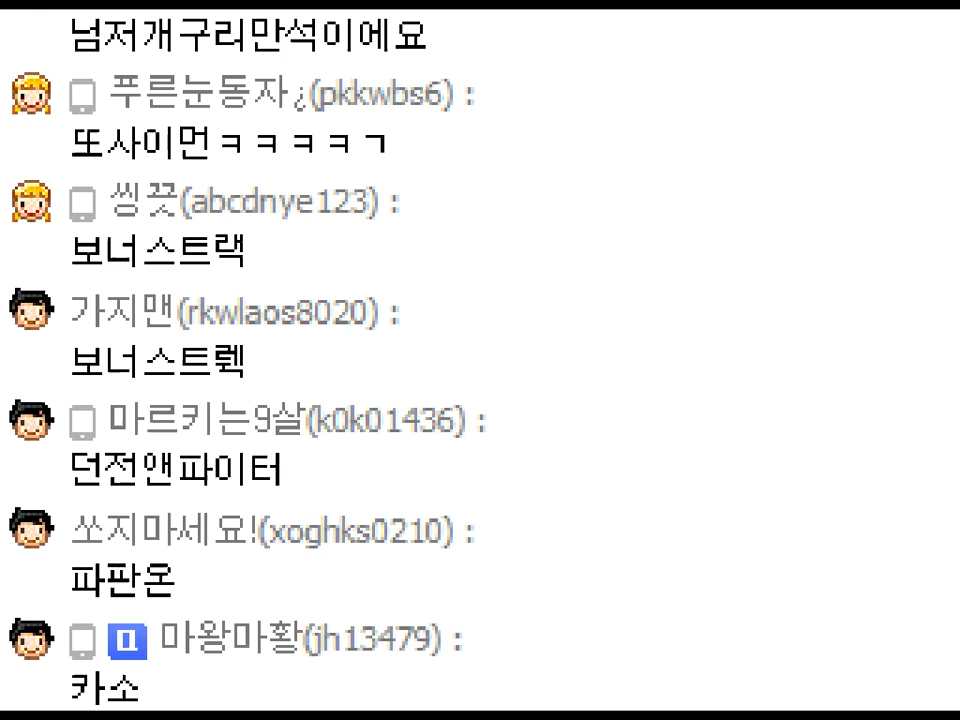 넘저개구리만석이에요
푸른눈동자¿(pkkwbs6) :
또사이먼ㅋㅋㅋㅋㄱ
씽끗(abcdnye123) :
보너스트랙
가지맨(rkwlaos8020) :
보너스트렉
마르키는9살(k0k01436) :
던전앤파이터
쏘지마세요!(xoghks0210) :
파판온
마왕마촬(jh13479) :
카소